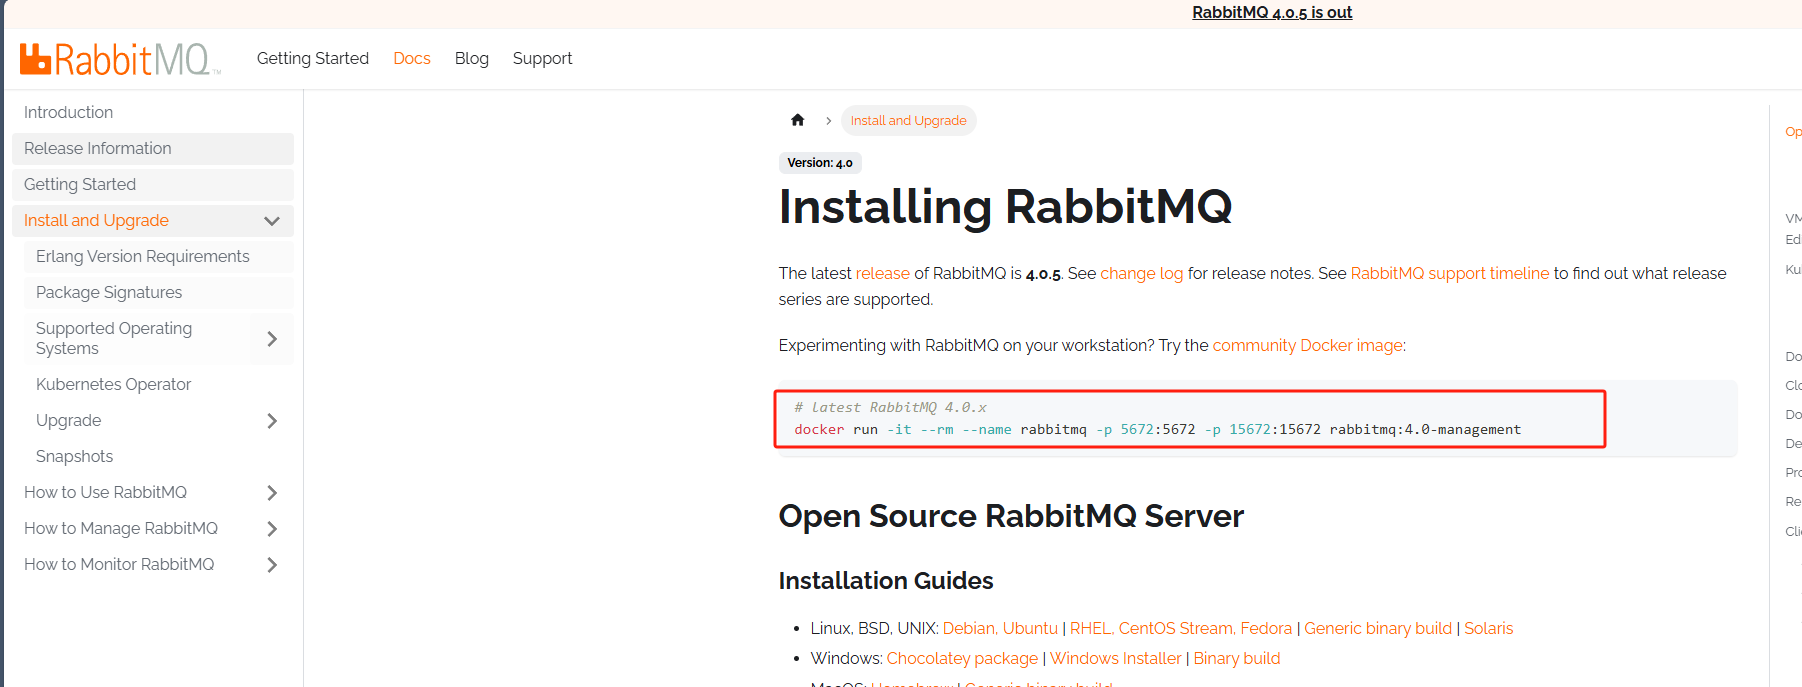 RabbitMQ 4.0.5 is out
RabbitMQ™
Getting Started
Docs
Blog
Support
Introduction
Release Information
Getting Started
Install and Upgrade
Erlang Version Requirements
Package Signatures
Supported Operating
Systems
Kubernetes Operator
Upgrade
Snapshots
How to Use RabbitMQ
How to Manage RabbitMQ
How to Monitor RabbitMQ
Install and Upgrade
Version: 4.0
Installing RabbitMQ
The latest release of RabbitMQ is 4.0.5. See change log for release notes. See RabbitMQ support timeline to find out what release
series are supported.
Experimenting with RabbitMQ on your workstation? Try the community Docker image:
# latest RabbitMQ 4.0.x
docker run -it --rm --name rabbitmq -p 5672:5672 -p 15672:15672 rabbitmq:4.0-management
Open Source RabbitMQ Server
Installation Guides
Linux, BSD, UNIX: Debian, Ubuntu | RHEL, CentOS Stream, Fedora | Generic binary build | Solaris
Windows: Chocolatey package | Windows Installer | Binary build
MacOS: Homebrew | Generic binary build
Op
VM
Ed
Ku
Do
Clo
Do
De
Pro
Re
Clie